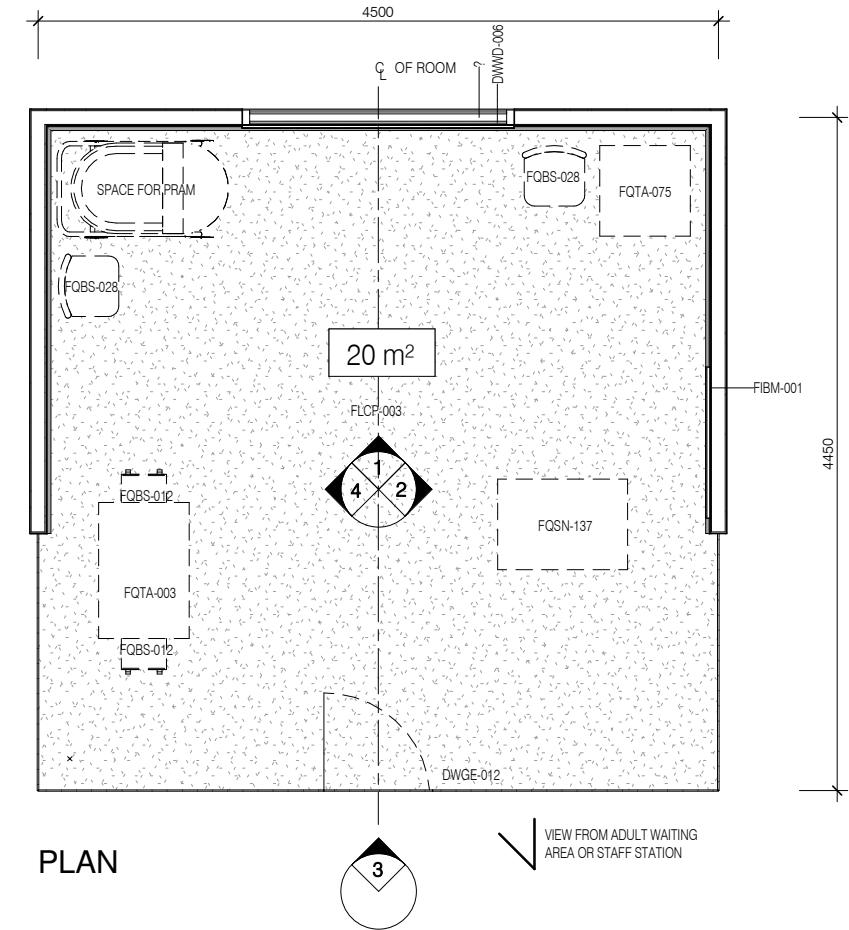 4500
℄ OF ROOM
?
DWWD-006
SPACE FOR PRAM
FQBS-028
FQTA-075
FQBS-028
20 m²
FIBM-001
FLCP-003
4450
1
4 2
FQBS-012
FQSN-137
FQTA-003
FQBS-012
DWGE-012
VIEW FROM ADULT WAITING
AREA OR STAFF STATION
PLAN
3